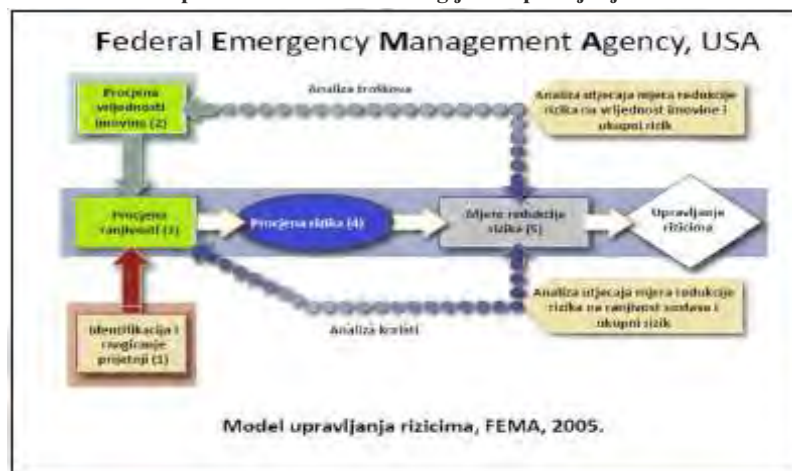 Federal Emergency Management Agency, USA
Procjena
vrijednosti
imovine (2)
Analiza troškova
Analiza utjecaja mjera redukcije
rizika na vrijednost imovine i
ukupni rizik
Procjena
ranjivosti (3)
Procjena rizika (4)
Mjere redukcije
rizika (5)
Upravljanje
rizicima
Identifikacija i
rangiranje
prijetnji (1)
Analiza koristi
Analiza utjecaja mjera redukcije
rizika na ranjivost sustava i
ukupni rizik
Model upravljanja rizicima, FEMA, 2005.